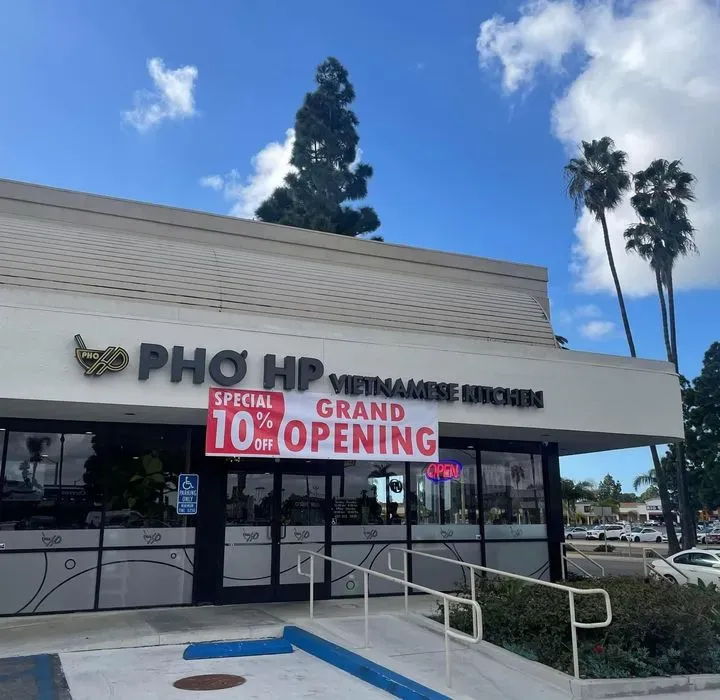 PHO
PHỞ HP VIETNAMESE KITCHEN
SPECIAL
10% OFF
GRAND
OPENING
OPEN
PARKING
ONLY